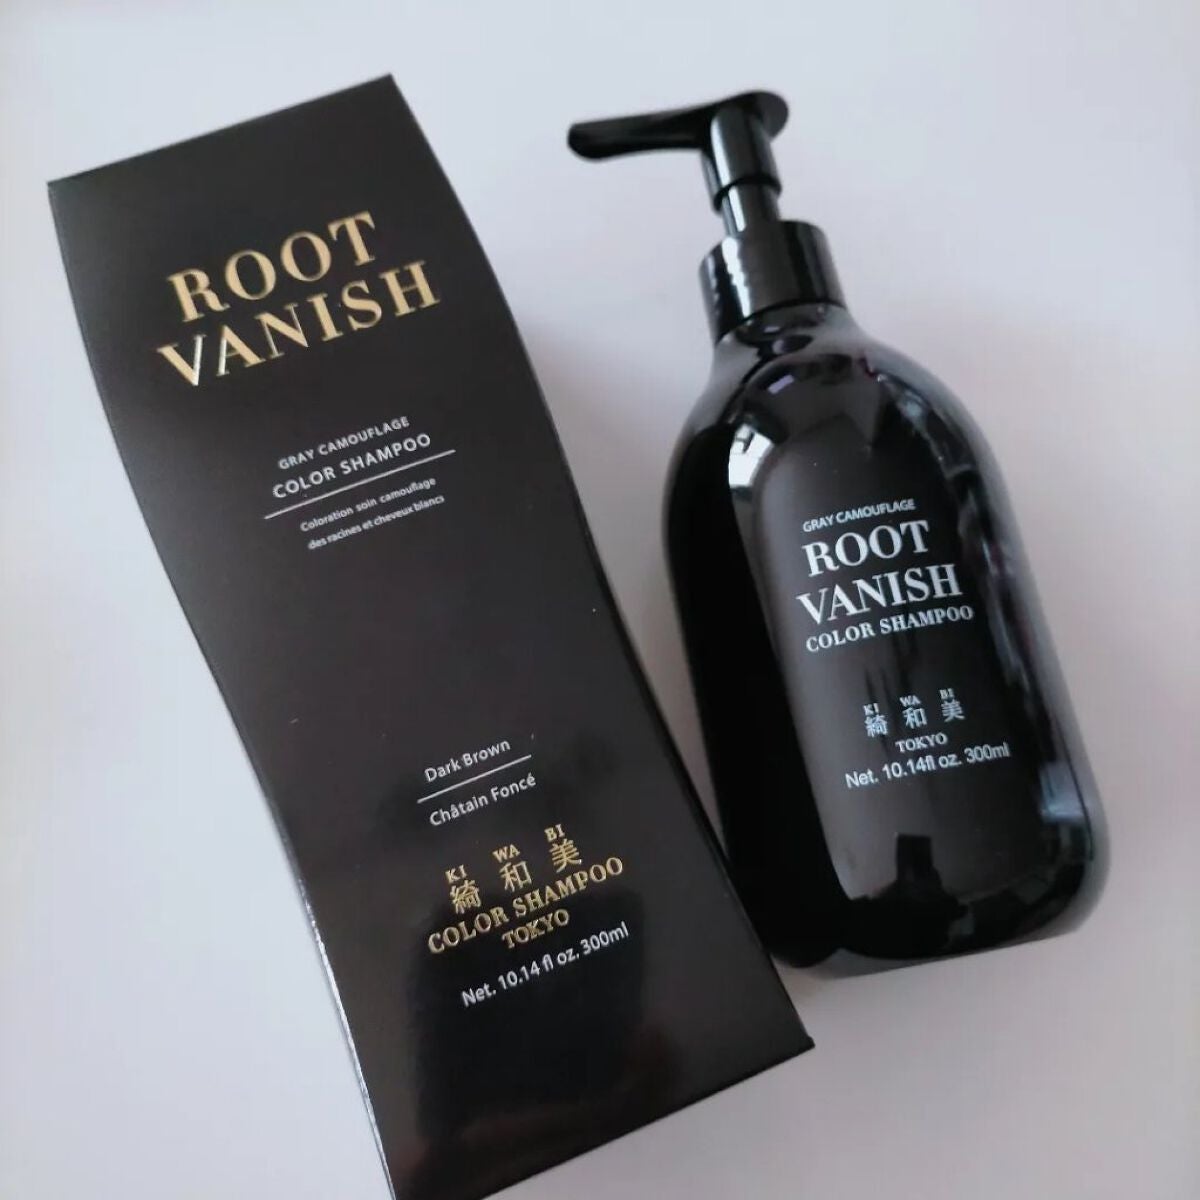 ROOT
VANISH
GRAY CAMOUFLAGE
COLOR SHAMPOO
Coloration soin camouflage
des racines et cheveux blancs
Dark Brown
Châtain Foncé
KI WA BI
綺和美
COLOR SHAMPOO
TOKYO
Net. 10.14 fl oz. 300ml
GRAY CAMOUFLAGE
ROOT
VANISH
COLOR SHAMPOO
KI WA BI
綺和美
TOKYO
Net. 10.14fl oz. 300ml